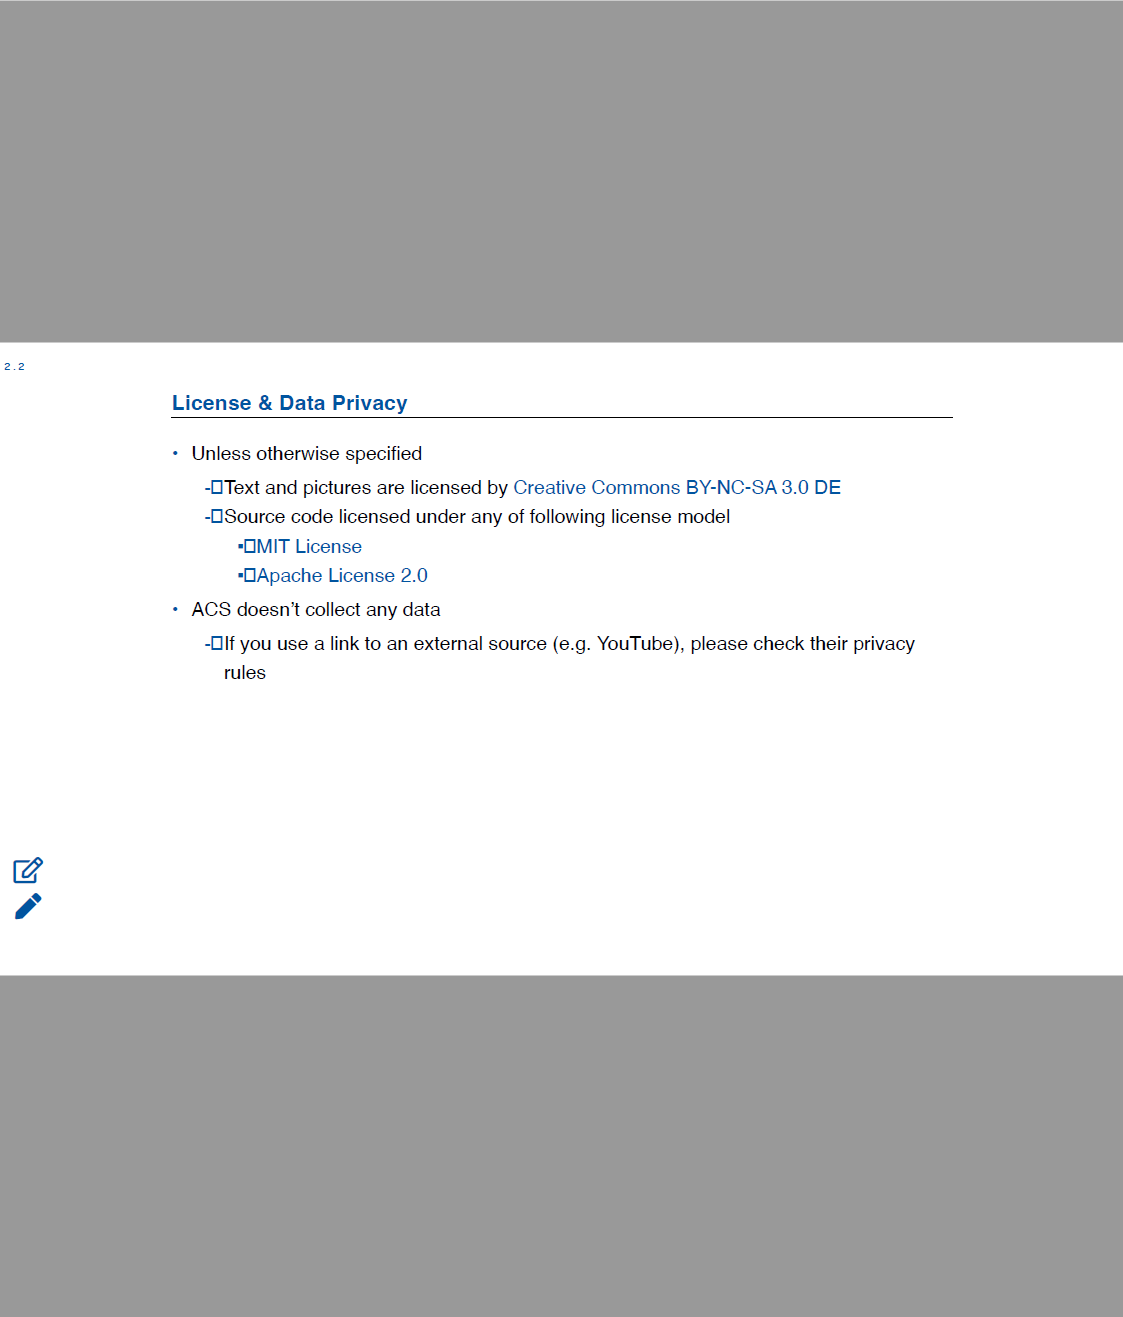 2.2
License & Data Privacy
• Unless otherwise specified
-□Text and pictures are licensed by Creative Commons BY-NC-SA 3.0 DE
-□Source code licensed under any of following license model
▪□MIT License
▪□Apache License 2.0
• ACS doesn’t collect any data
-□If you use a link to an external source (e.g. YouTube), please check their privacy
rules